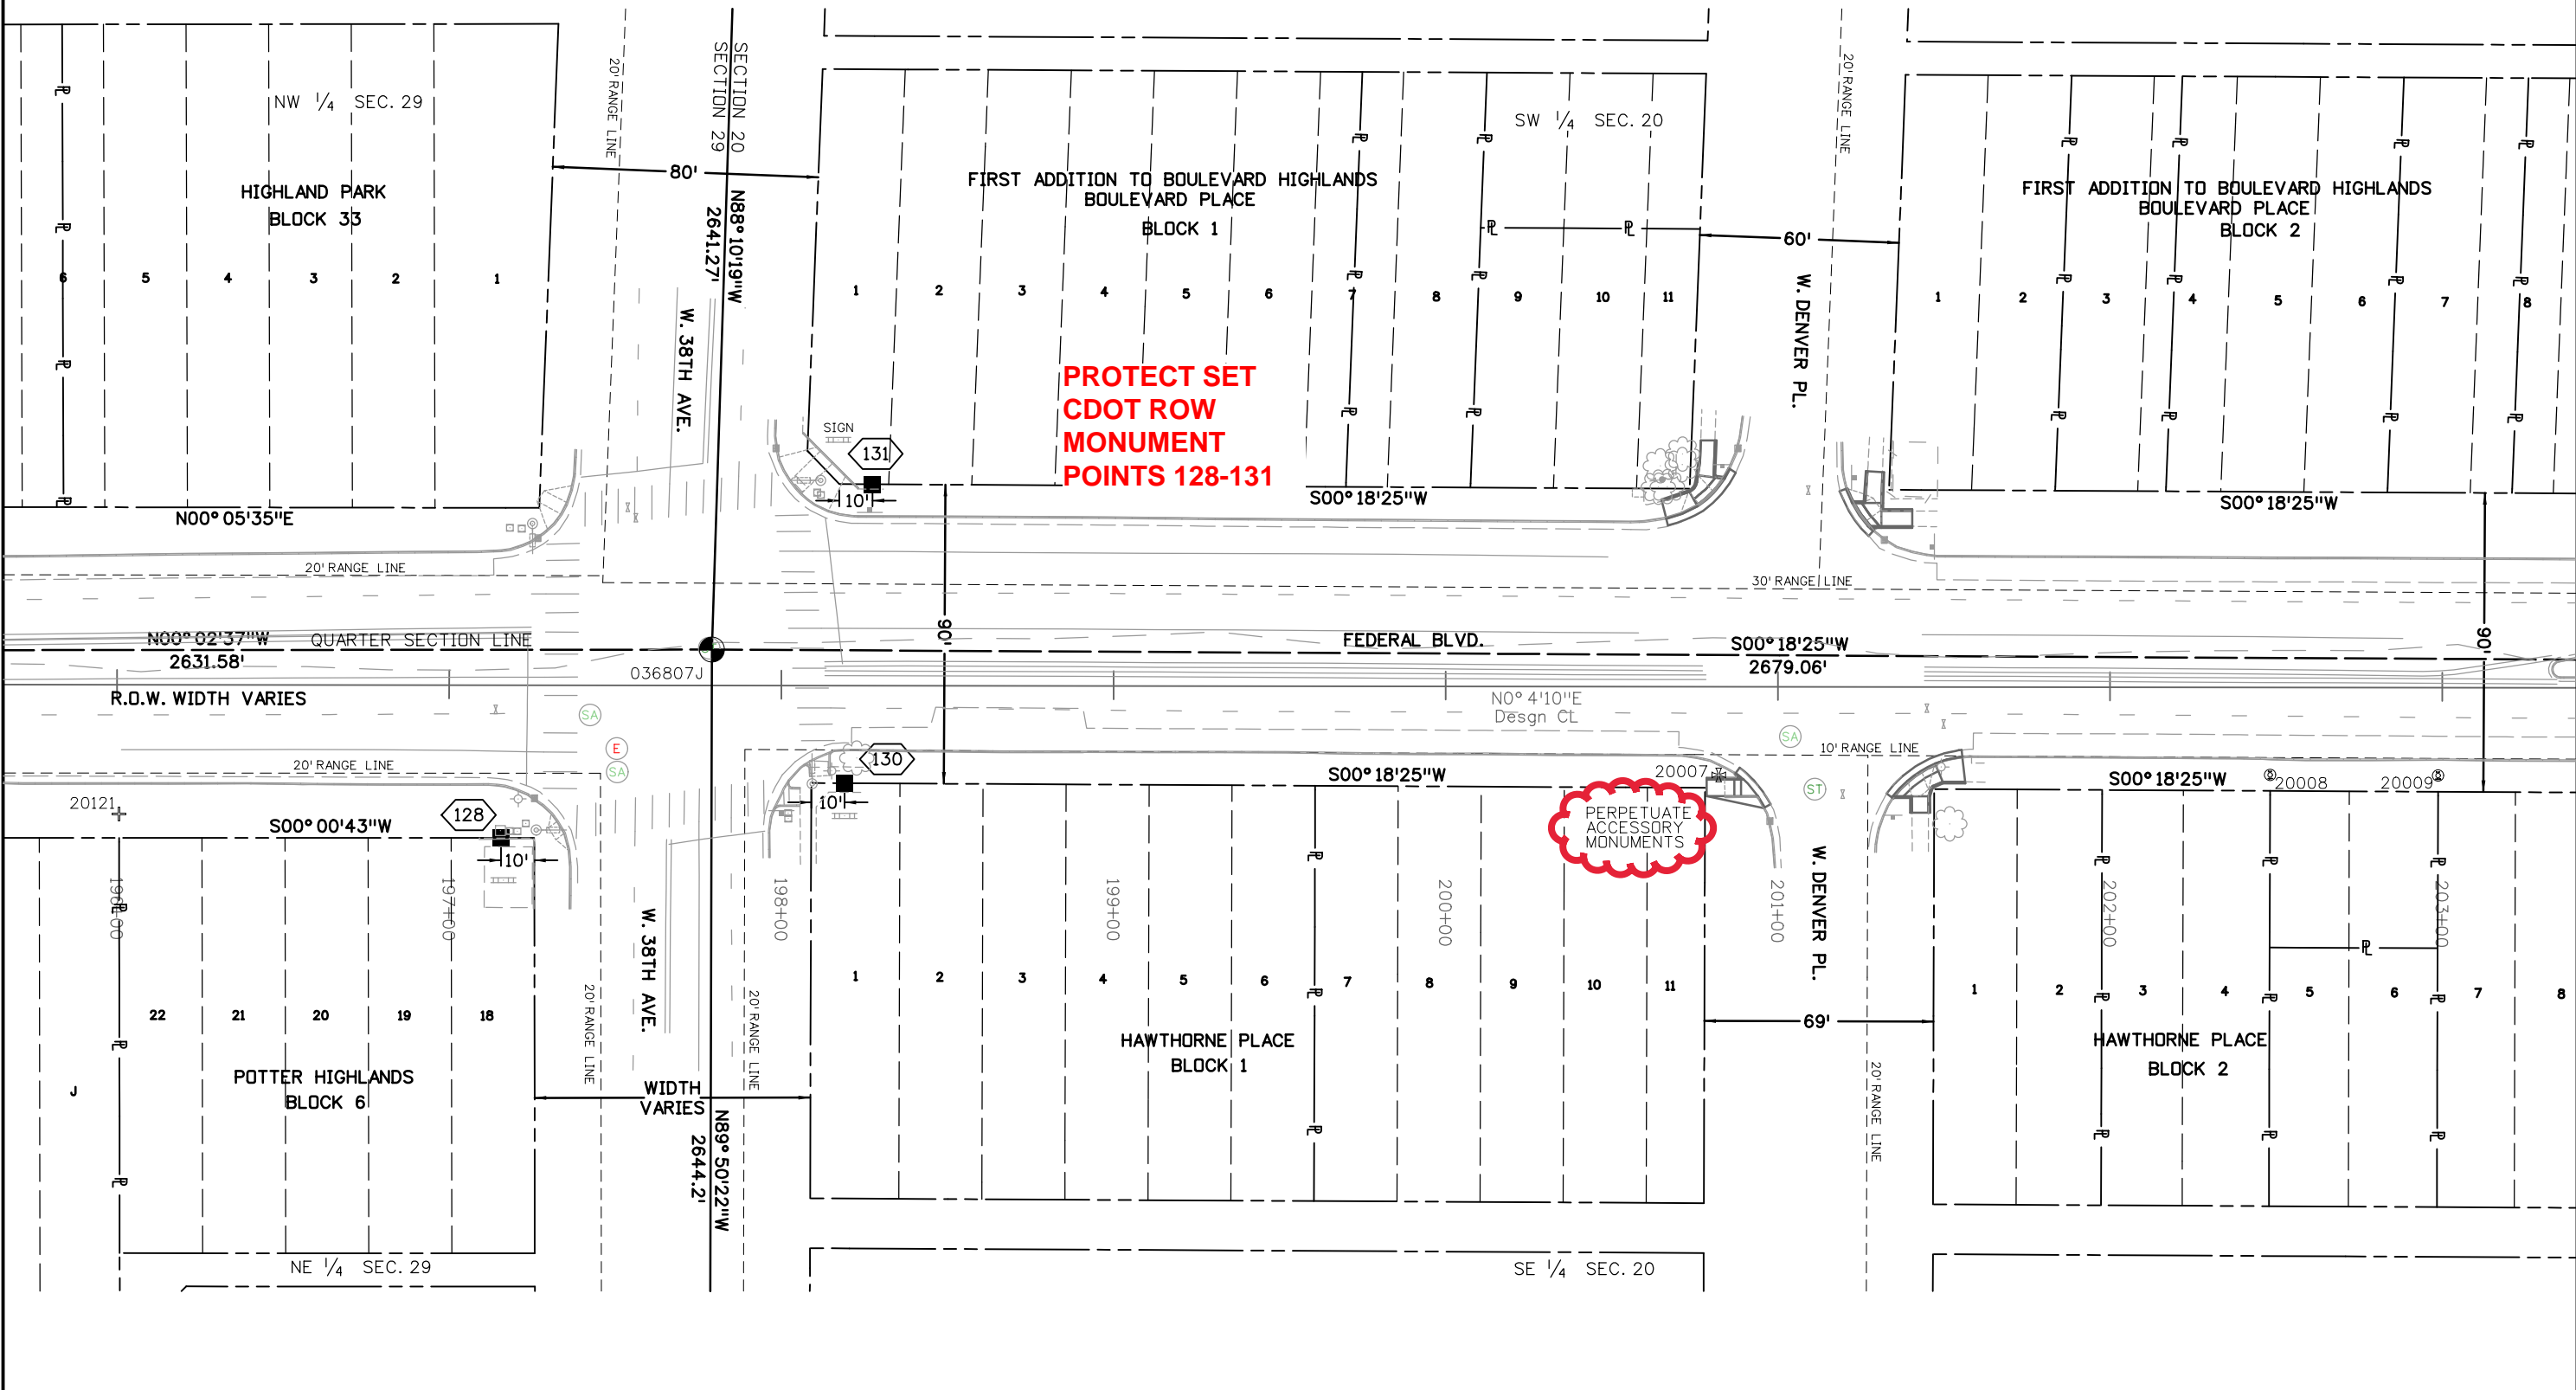 SECTION 20
SECTION 29
20' RANGE LINE
20' RANGE LINE
NW 1/4 SEC. 29
SW 1/4 SEC. 20
80'
N88°10'19"W
2641.27'
HIGHLAND PARK
BLOCK 33
FIRST ADDITION TO BOULEVARD HIGHLANDS
BOULEVARD PLACE
BLOCK 1
FIRST ADDITION TO BOULEVARD HIGHLANDS
BOULEVARD PLACE
BLOCK 2
60'
6 5 4 3 2 1
1 2 3 4 5 6 7 8 9 10 11
1 2 3 4 5 6 7 8
W. 38TH AVE.
W. DENVER PL.
PROTECT SET
CDOT ROW
MONUMENT
POINTS 128-131
SIGN
131
10'
N00°05'35"E
S00°18'25"W
S00°18'25"W
20' RANGE LINE
30' RANGE LINE
90'
90'
N00°02'37"W QUARTER SECTION LINE
2631.58'
FEDERAL BLVD.
S00°18'25"W
2679.06'
036807J
R.O.W. WIDTH VARIES
N0°4'10"E
Desgn CL
SA
E
SA
SA
ST
20' RANGE LINE
10' RANGE LINE
130
10'
S00°18'25"W
20007
S00°18'25"W
20008
20009
20121
128
10'
S00°00'43"W
PERPETUATE
ACCESSORY
MONUMENTS
196+00
197+00
198+00
199+00
200+00
201+00
202+00
203+00
W. 38TH AVE.
W. DENVER PL.
J 22 21 20 19 18
1 2 3 4 5 6 7 8 9 10 11
1 2 3 4 5 6 7 8
20' RANGE LINE
20' RANGE LINE
20' RANGE LINE
69'
POTTER HIGHLANDS
BLOCK 6
HAWTHORNE PLACE
BLOCK 1
HAWTHORNE PLACE
BLOCK 2
WIDTH
VARIES
N89°50'22"W
2644.2'
NE 1/4 SEC. 29
SE 1/4 SEC. 20